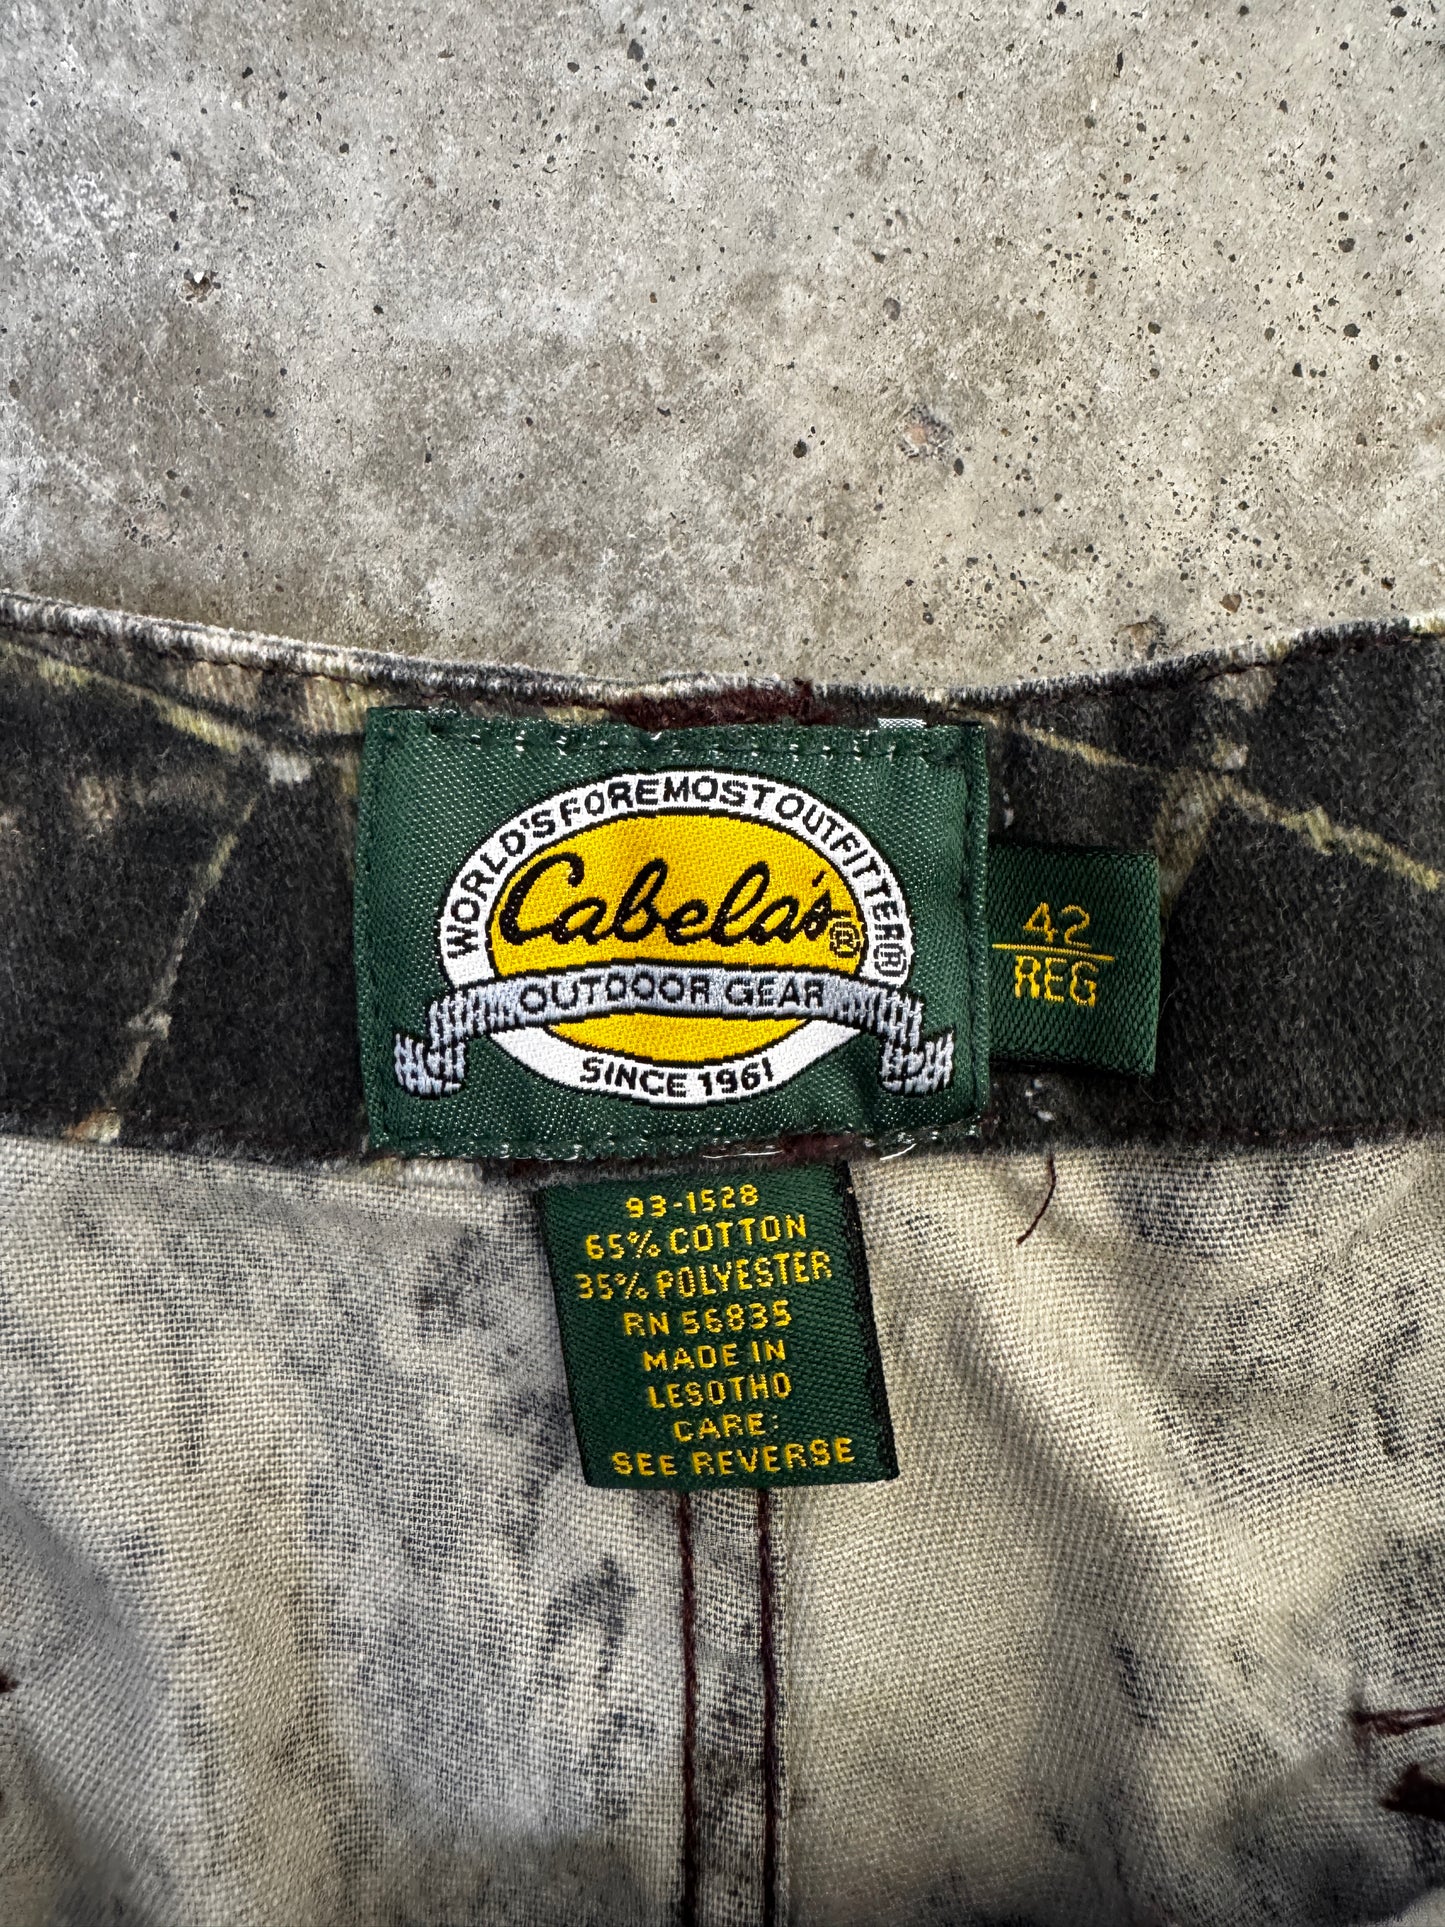 WORLD'S FOREMOST OUTFITTER®
Cabela's®
OUTDOOR GEAR
SINCE 1961
42
REG
93-1528
65% COTTON
35% POLYESTER
RN 56835
MADE IN
LESOTHO
CARE:
SEE REVERSE